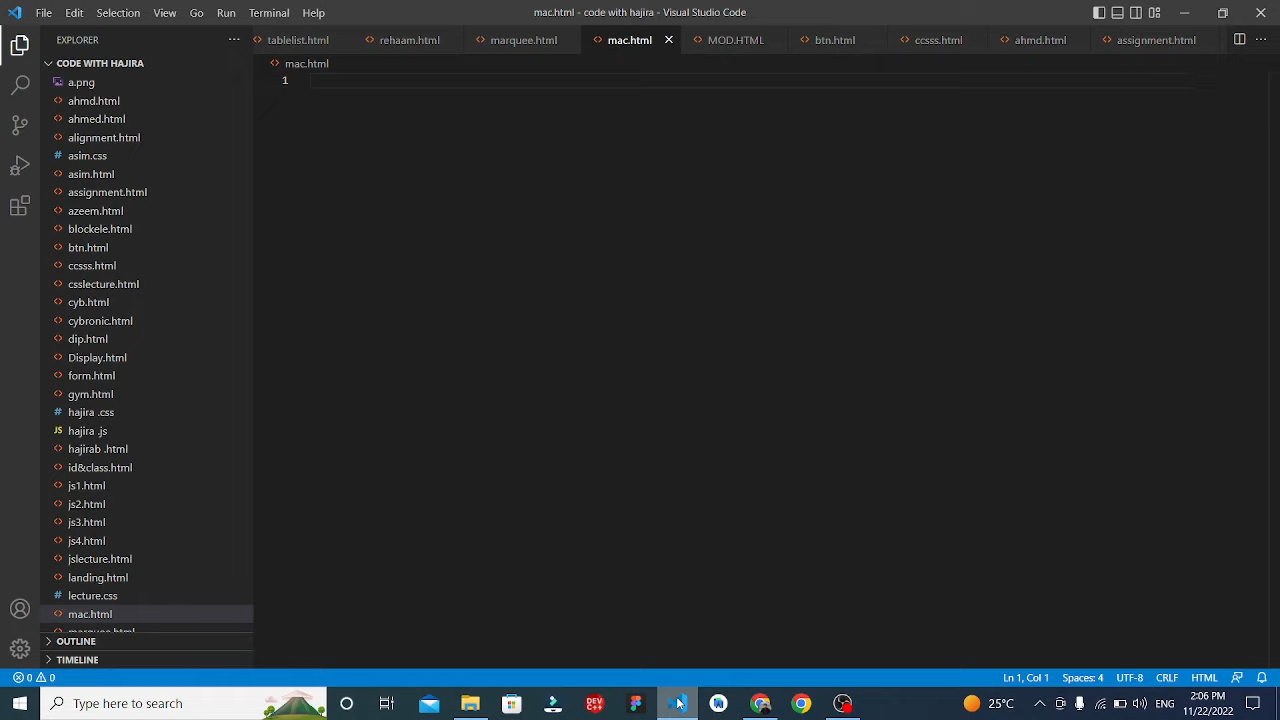 File Edit Selection View Go Run Terminal Help
mac.html - code with hajira - Visual Studio Code
EXPLORER
tablelist.html rehaam.html marquee.html mac.html MOD.HTML btn.html ccsss.html ahmd.html assignment.html
CODE WITH HAJIRA
mac.html
1
a.png
ahmd.html
ahmed.html
alignment.html
# asim.css
asim.html
assignment.html
azeem.html
blockele.html
btn.html
ccsss.html
csslecture.html
cyb.html
cybronic.html
dip.html
Display.html
form.html
gym.html
# hajira .css
JS hajira .js
hajirab .html
id&class.html
js1.html
js2.html
js3.html
js4.html
jslecture.html
landing.html
# lecture.css
mac.html
marquee.html
OUTLINE
TIMELINE
0 0
Ln 1, Col 1 Spaces: 4 UTF-8 CRLF HTML
Type here to search
DEV C++
25°C
2:06 PM
11/22/2022